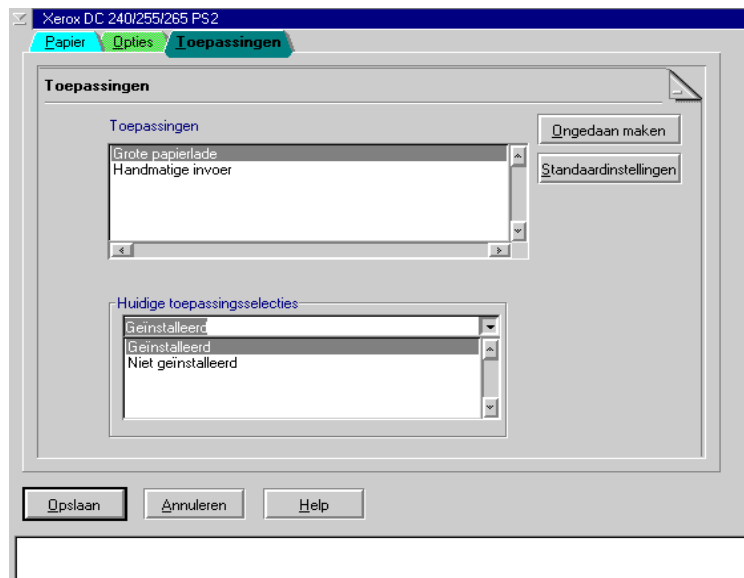 Xerox DC 240/255/265 PS2
Papier Opties Toepassingen
Toepassingen
Toepassingen
Ongedaan maken
Grote papierlade
Handmatige invoer
Standaardinstellingen
Huidige toepassingsselecties
Geïnstalleerd
Geïnstalleerd
Niet geïnstalleerd
Opslaan Annuleren Help